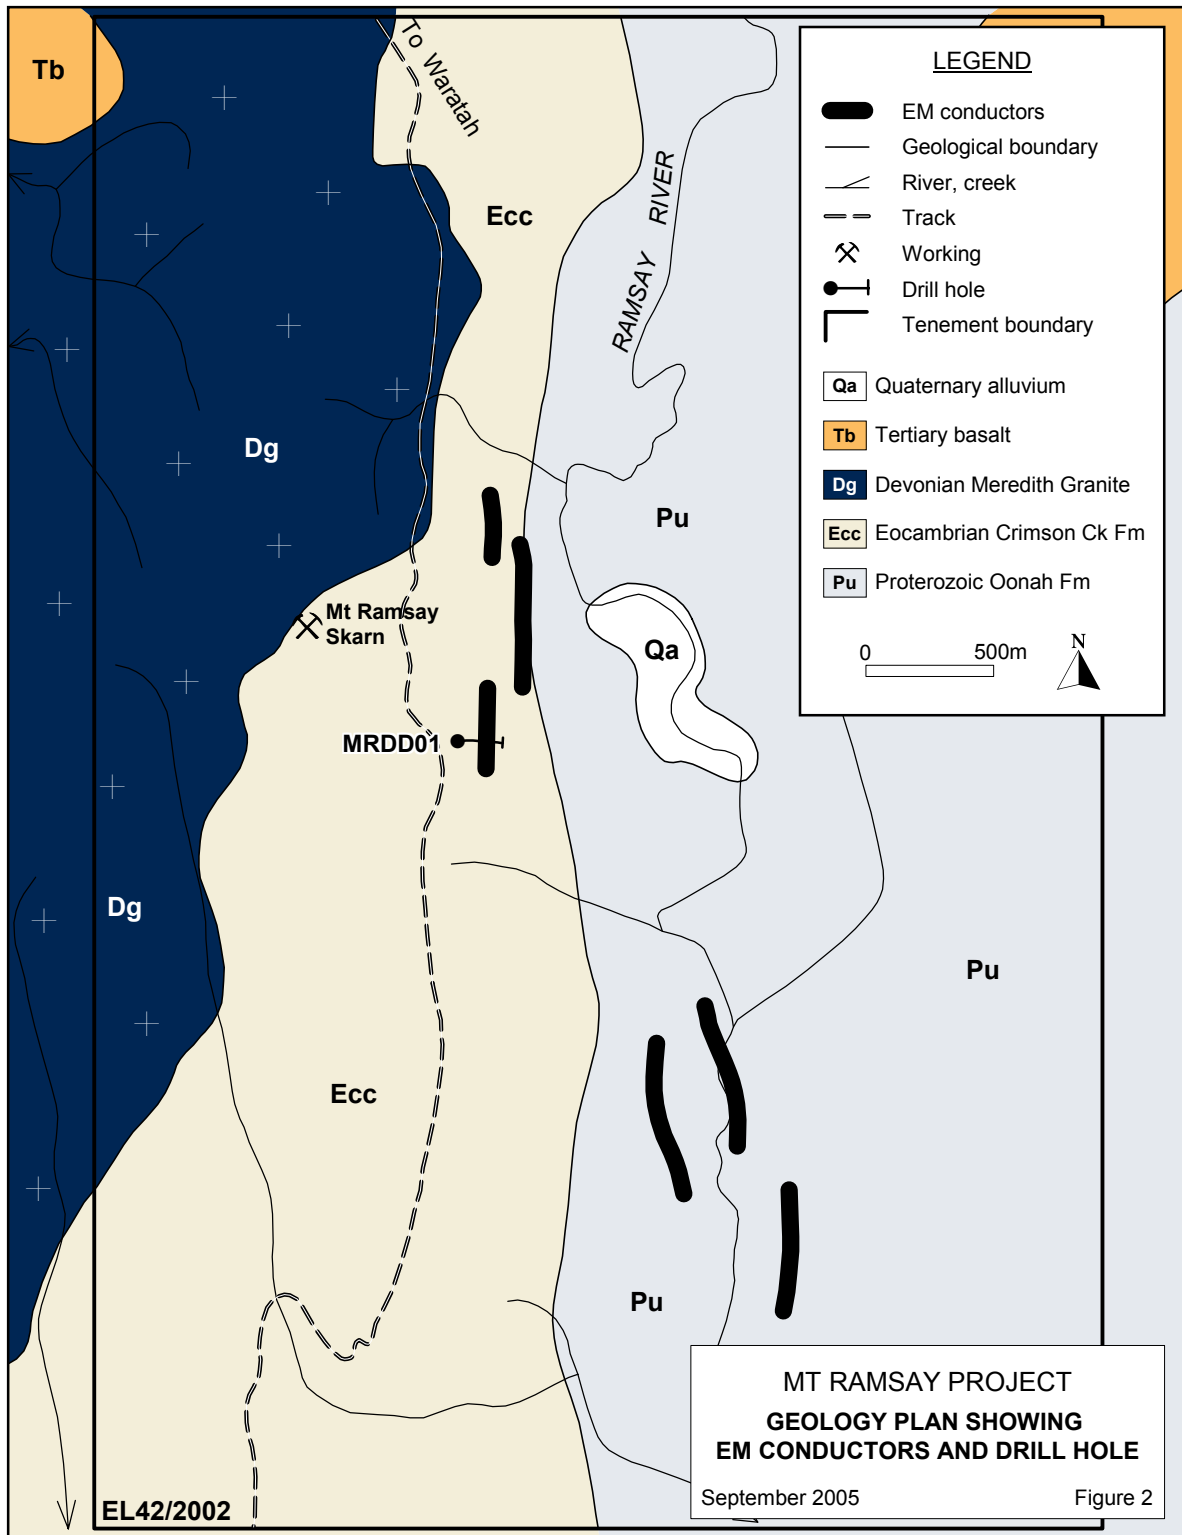 Tb
To Waratah
Ecc
RAMSAY RIVER
Dg
Pu
Mt Ramsay
Skarn
Qa
MRDD01
Dg
Pu
Ecc
Pu
EL42/2002
LEGEND
EM conductors
Geological boundary
River, creek
Track
Working
Drill hole
Tenement boundary
Qa Quaternary alluvium
Tb Tertiary basalt
Dg Devonian Meredith Granite
Ecc Eocambrian Crimson Ck Fm
Pu Proterozoic Oonah Fm
0 500m
N
MT RAMSAY PROJECT
GEOLOGY PLAN SHOWING
EM CONDUCTORS AND DRILL HOLE
September 2005 Figure 2